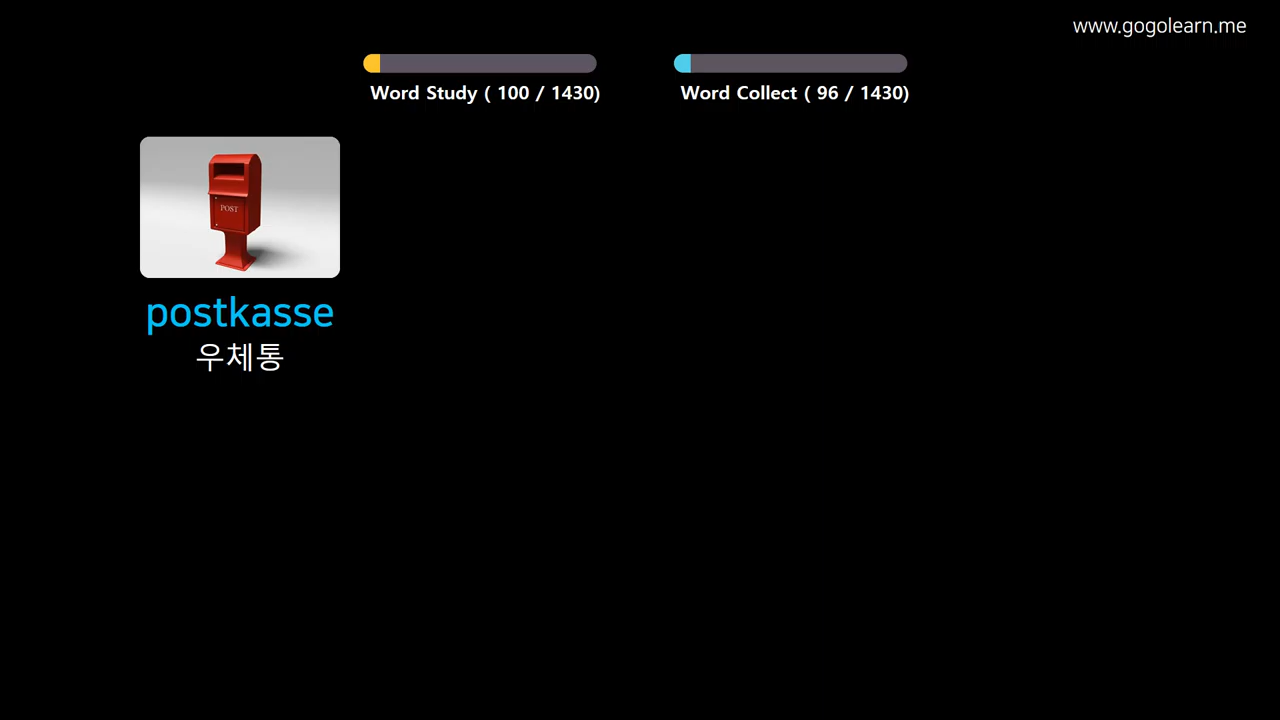 www.gogolearn.me
Word Study ( 100 / 1430)
Word Collect ( 96 / 1430)
POST
postkasse
우체통